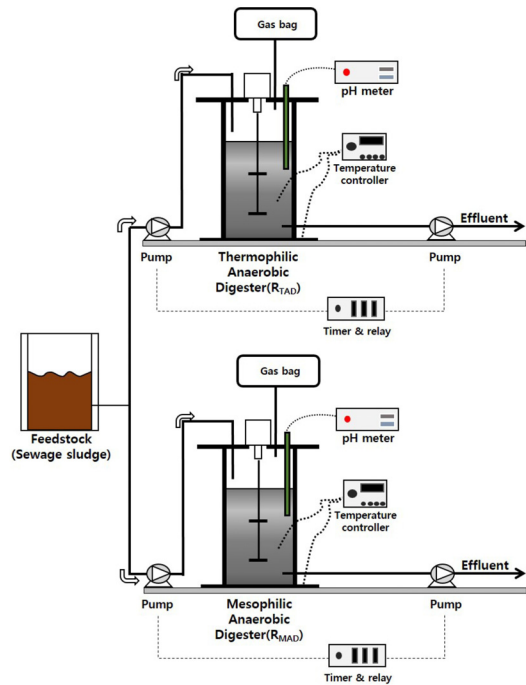 Gas bag
pH meter
Temperature
controller
Effluent
Pump
Thermophilic
Anaerobic
Digester(RTAD)
Pump
Timer & relay
Gas bag
Feedstock
(Sewage sludge)
pH meter
Temperature
controller
Effluent
Pump
Mesophilic
Anaerobic
Digester(RMAD)
Pump
Timer & relay